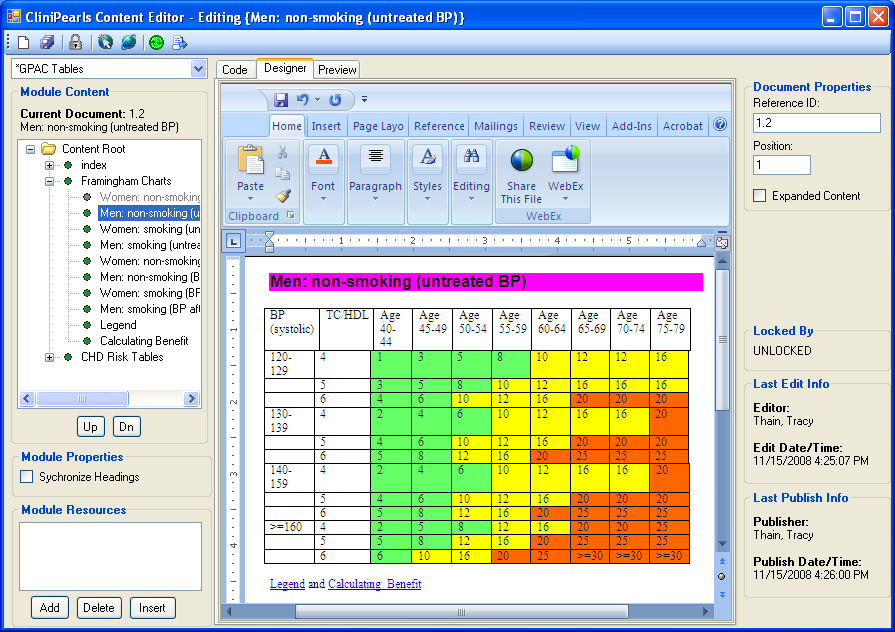 CliniPearls Content Editor - Editing {Men: non-smoking (untreated BP)}
*GPAC Tables
Module Content
Current Document: 1.2
Men: non-smoking (untreated BP)
Content Root
index
Framingham Charts
Women: non-smoking
Men: non-smoking (u
Women: smoking (un
Men: smoking (untrea
Women: non-smoking
Men: non-smoking (B
Women: smoking (BP
Men: smoking (BP af
Legend
Calculating Benefit
CHD Risk Tables
Up Dn
Module Properties
Sychronize Headings
Module Resources
Add Delete Insert
Code Designer Preview
Home Insert Page Layo Reference Mailings Review View Add-Ins Acrobat
Paste Font Paragraph Styles Editing Share This File WebEx
Clipboard WebEx
L 1 2 3 4 5
1
2
3
4
Men: non-smoking (untreated BP)
BP (systolic) TC/HDL Age 40-44 Age 45-49 Age 50-54 Age 55-59 Age 60-64 Age 65-69 Age 70-74 Age 75-79
120-129 4 1 3 5 8 10 12 12 16
5 3 5 8 10 12 16 16 16
6 4 6 10 12 16 20 20 20
130-139 4 2 4 6 10 12 16 16 20
5 4 6 10 12 16 20 20 20
6 5 8 12 16 20 25 25 25
140-159 4 2 4 6 10 12 16 16 20
5 4 6 10 12 16 20 20 20
6 5 8 12 16 20 25 25 25
>=160 4 2 5 8 12 16 20 20 25
5 5 8 12 16 20 25 25 25
6 6 10 16 20 25 >=30 >=30 >=30
Legend and Calculating Benefit
Document Properties
Reference ID:
1.2
Position:
1
Expanded Content
Locked By
UNLOCKED
Last Edit Info
Editor:
Thain, Tracy
Edit Date/Time:
11/15/2008 4:25:07 PM
Last Publish Info
Publisher:
Thain, Tracy
Publish Date/Time:
11/15/2008 4:26:00 PM